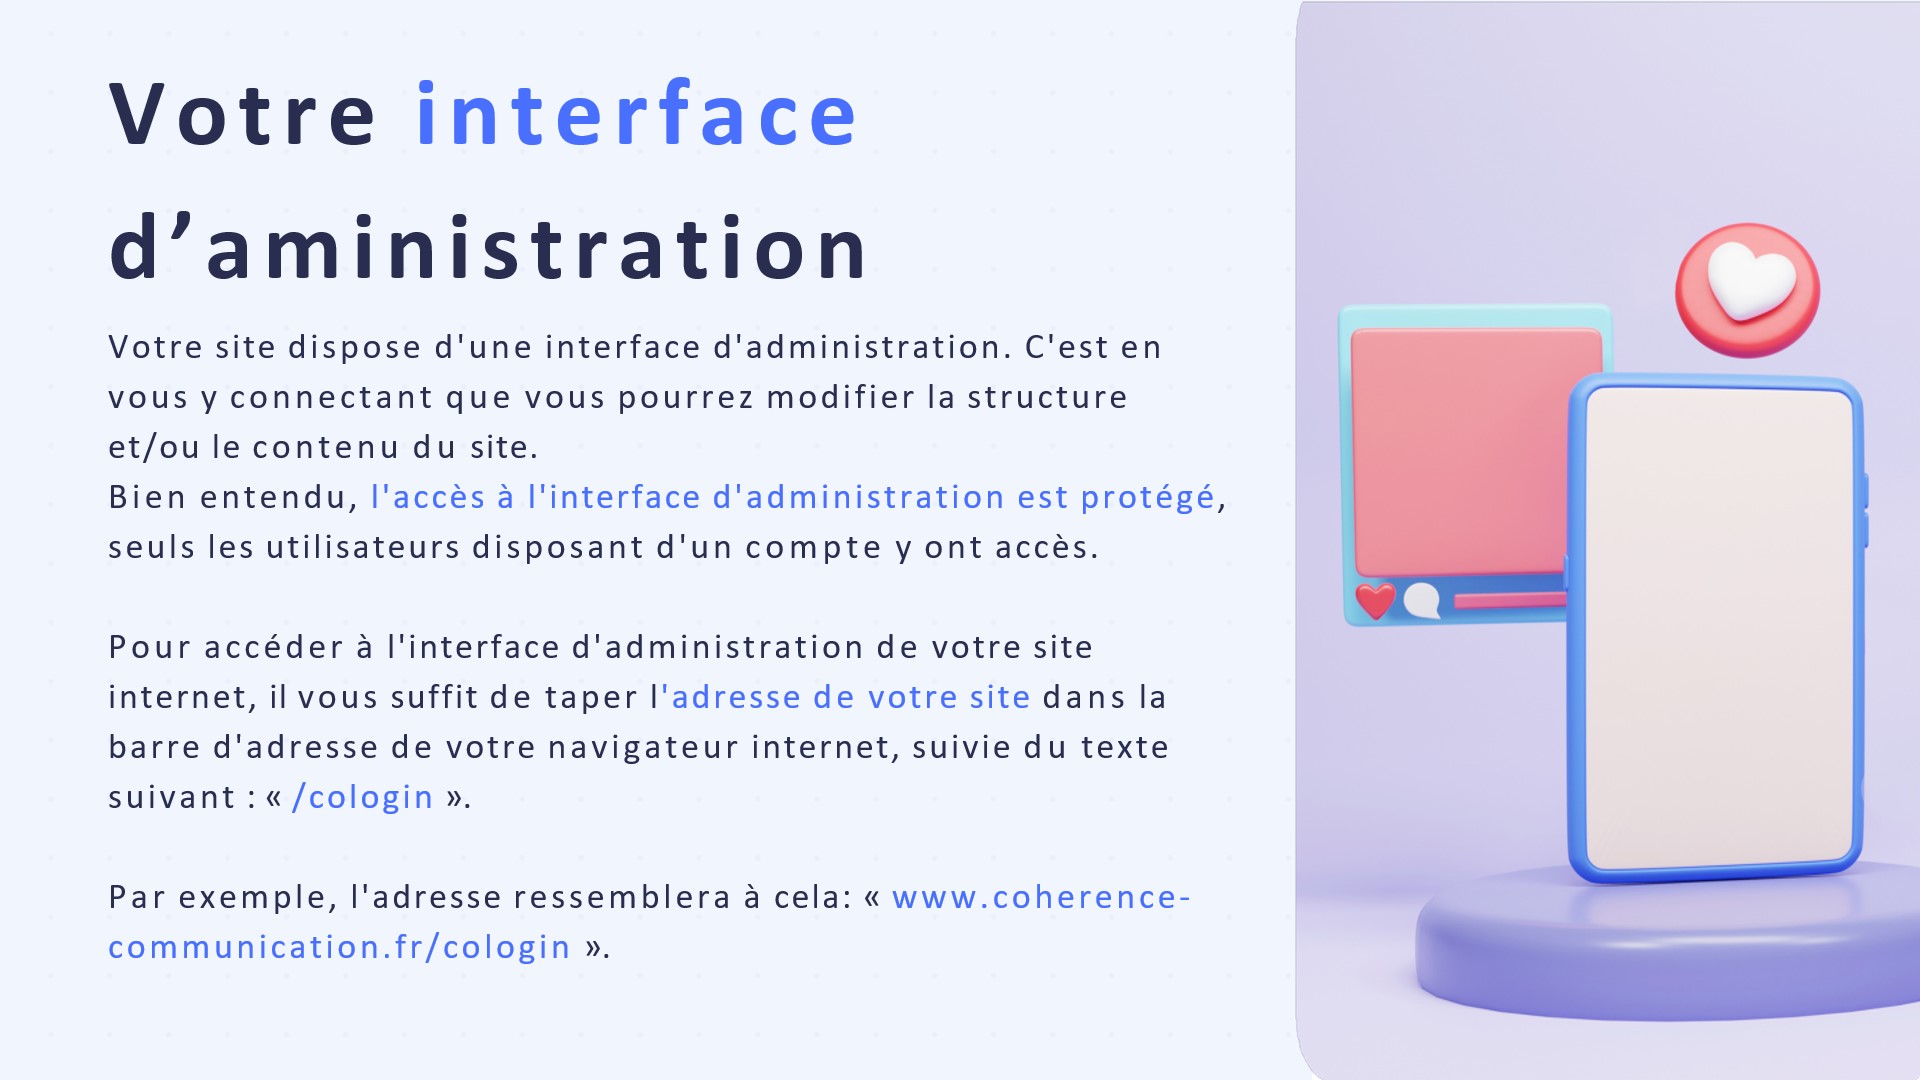 Votre interface
d’aministration
Votre site dispose d'une interface d'administration. C'est en
vous y connectant que vous pourrez modifier la structure
et/ou le contenu du site.
Bien entendu, l'accès à l'interface d'administration est protégé,
seuls les utilisateurs disposant d'un compte y ont accès.
Pour accéder à l'interface d'administration de votre site
internet, il vous suffit de taper l'adresse de votre site dans la
barre d'adresse de votre navigateur internet, suivie du texte
suivant : « /cologin ».
Par exemple, l'adresse ressemblera à cela: « www.coherence-
communication.fr/cologin ».